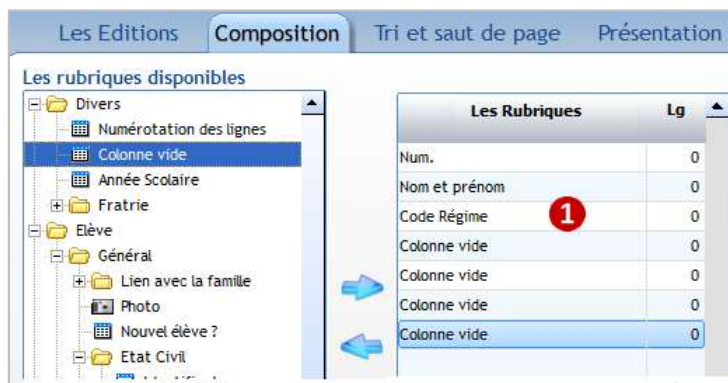 Les Editions Composition Tri et saut de page Présentation
Les rubriques disponibles
Divers
Numérotation des lignes
Colonne vide
Année Scolaire
Fratrie
Elève
Général
Lien avec la famille
Photo
Nouvel élève ?
Etat Civil
Les Rubriques Lg
Num. 0
Nom et prénom 0
Code Régime 0
1
Colonne vide 0
Colonne vide 0
Colonne vide 0
Colonne vide 0